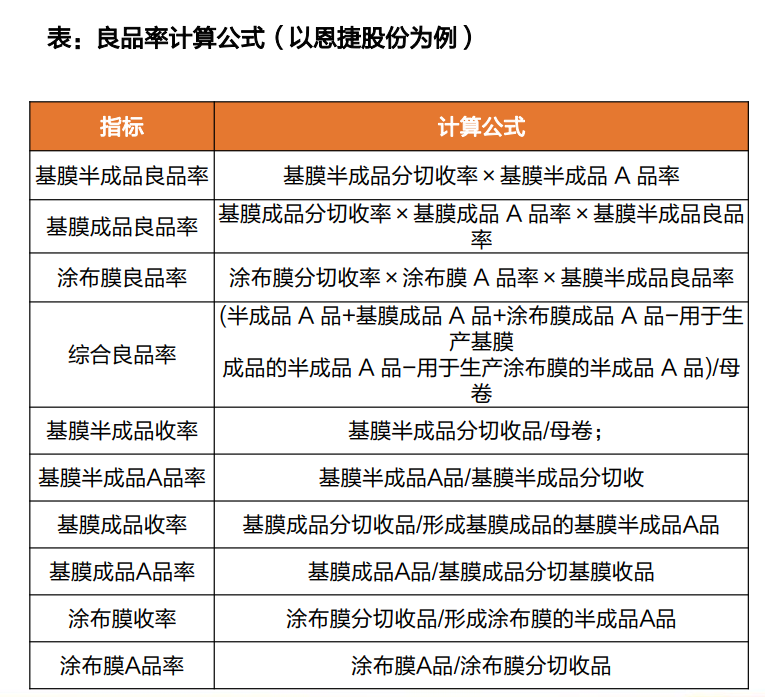 表：良品率计算公式（以恩捷股份为例）
指标 计算公式
基膜半成品良品率 基膜半成品分切收率×基膜半成品 A 品率
基膜成品良品率 基膜成品分切收率×基膜成品 A 品率×基膜半成品良品
率
涂布膜良品率 涂布膜分切收率×涂布膜 A 品率×基膜半成品良品率
综合良品率 (半成品 A 品+基膜成品 A 品+涂布膜成品 A 品-用于生
产基膜
成品的半成品 A 品-用于生产涂布膜的半成品 A 品)/母
卷
基膜半成品收率 基膜半成品分切收品/母卷；
基膜半成品A品率 基膜半成品A品/基膜半成品分切收
基膜成品收率 基膜成品分切收品/形成基膜成品的基膜半成品A品
基膜成品A品率 基膜成品A品/基膜成品分切基膜收品
涂布膜收率 涂布膜分切收品/形成涂布膜的半成品A品
涂布膜A品率 涂布膜A品/涂布膜分切收品